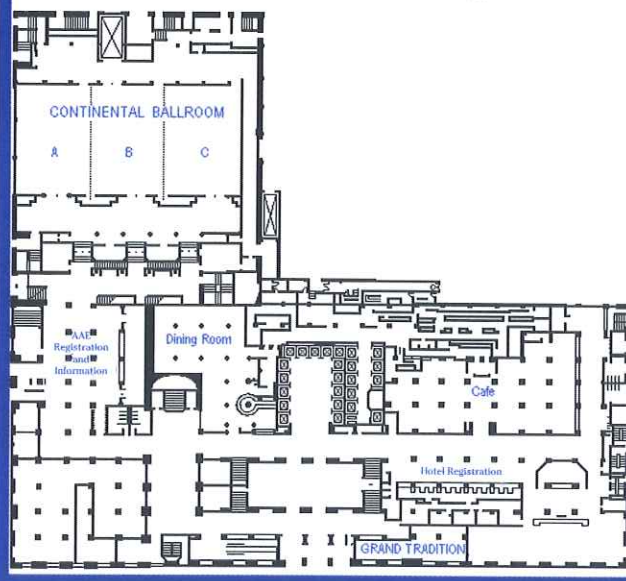 CONTINENTAL BALLROOM
A B C
AAE
Registration
and
Information
Dining Room
Cafe
Hotel Registration
GRAND TRADITION